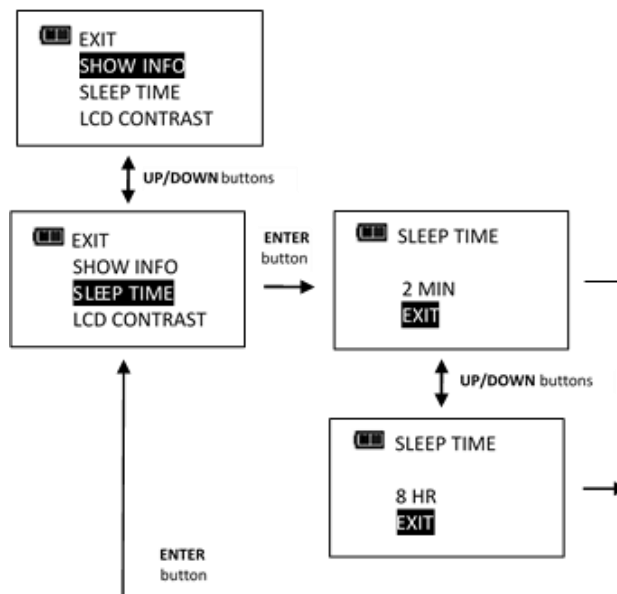 EXIT
SHOW INFO
SLEEP TIME
LCD CONTRAST
UP/DOWN buttons
EXIT
SHOW INFO
SLEEP TIME
LCD CONTRAST
ENTER
button
SLEEP TIME
2 MIN
EXIT
UP/DOWN buttons
SLEEP TIME
8 HR
EXIT
ENTER
button